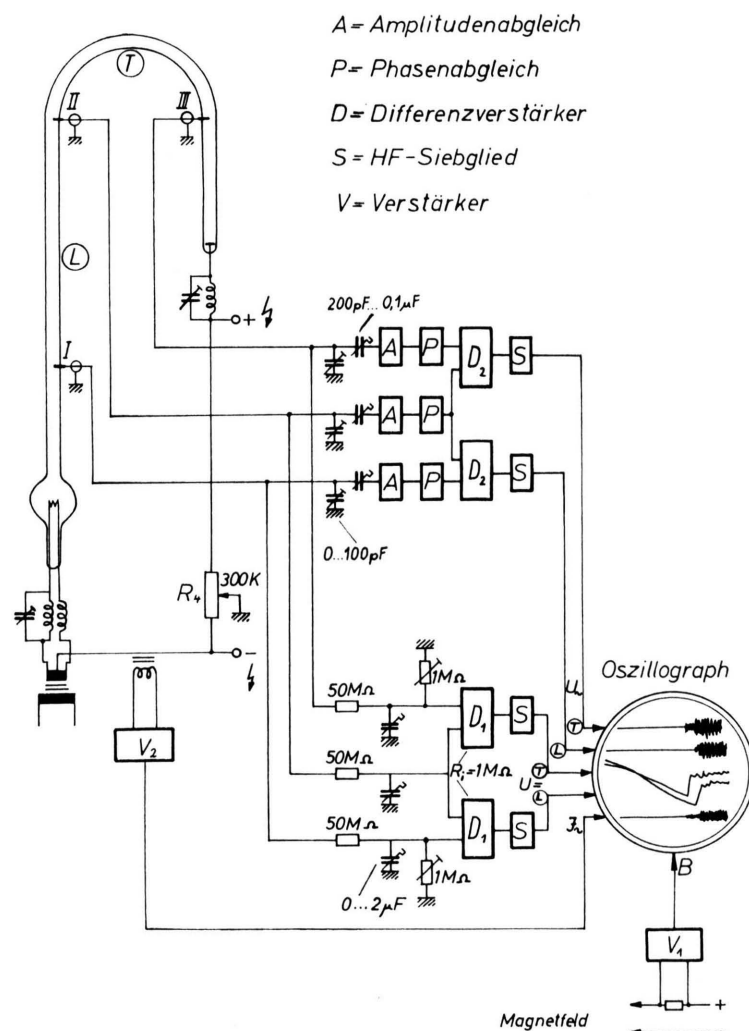 A = Amplitudenabgleich
P = Phasenabgleich
D = Differenzverstärker
S = HF-Siebglied
V = Verstärker
T
II
III
L
I
+
200pF...0,1µF
A
P
D₂
S
A
P
A
P
D₂
S
0...100pF
R₄
300K
−
V₂
50MΩ
1MΩ
D₁
S
50MΩ
Rᵢ=1MΩ
50MΩ
D₁
S
0...2µF
1MΩ
Oszillograph
U~
T
L
T
U=
L
J~
B
V₁
+
Magnetfeld